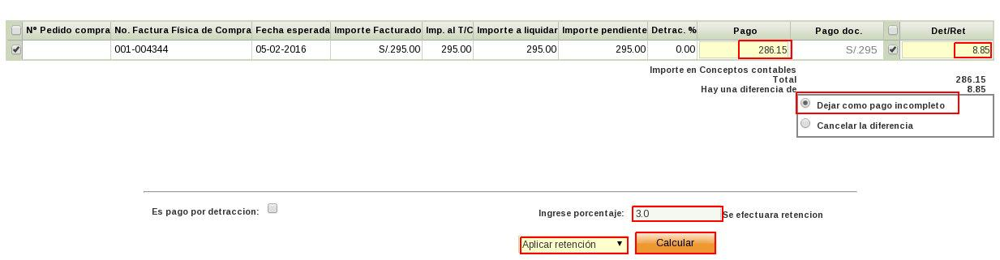 Nº Pedido compra No. Factura Física de Compra Fecha esperada Importe Facturado Imp. al T/C Importe a liquidar Importe pendiente Detrac. % Pago Pago doc. Det/Ret
001-004344 05-02-2016 S/.295.00 295.00 295.00 295.00 0.00 286.15 S/.295 8.85
Importe en Conceptos contables
Total 286.15
Hay una diferencia de 8.85
Dejar como pago incompleto
Cancelar la diferencia
Es pago por detraccion: Ingrese porcentaje: 3.0 Se efectuara retencion
Aplicar retención Calcular